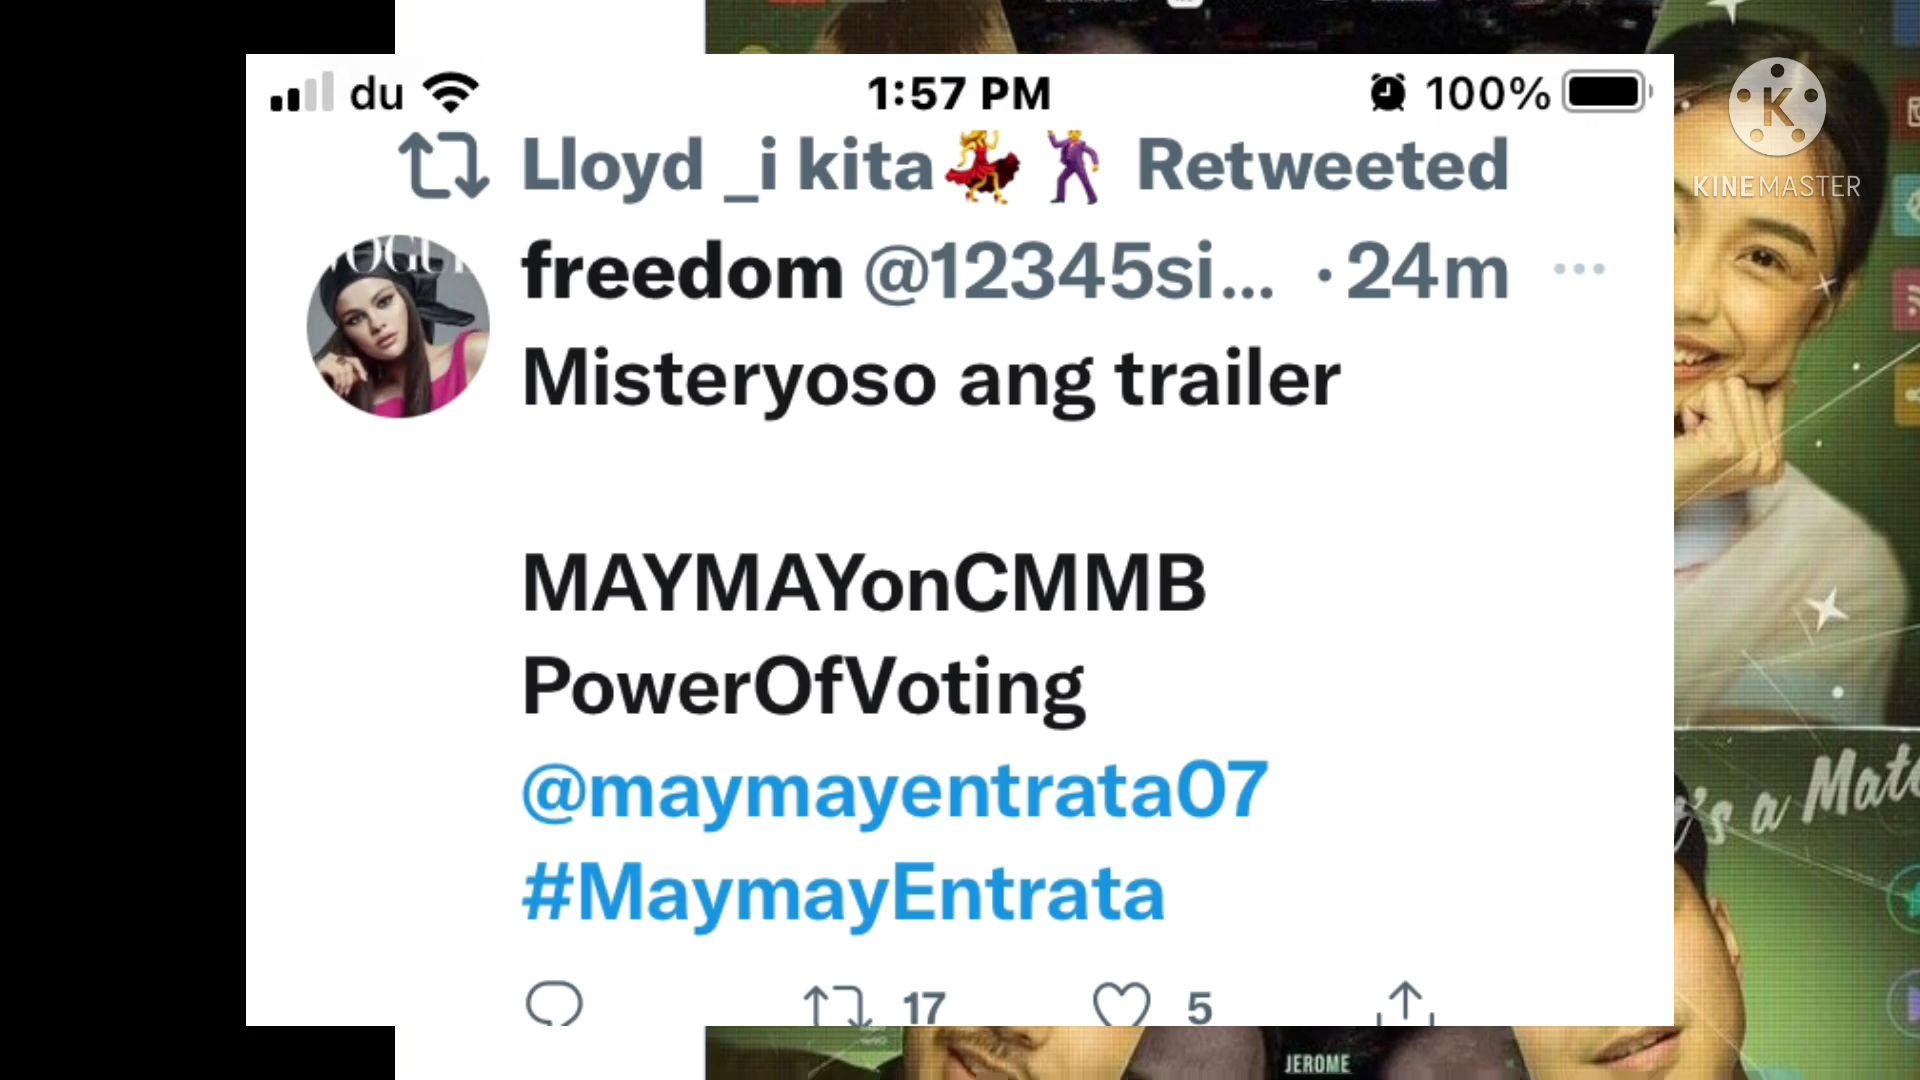 du 1:57 PM 100%
Lloyd _i kita💃🕺 Retweeted
freedom @12345si... · 24m ...
Misteryoso ang trailer
MAYMAYonCMMB
PowerOfVoting
@maymayentrata07
#MaymayEntrata
17 5
K
KINEMASTER
's a Mat
JEROME